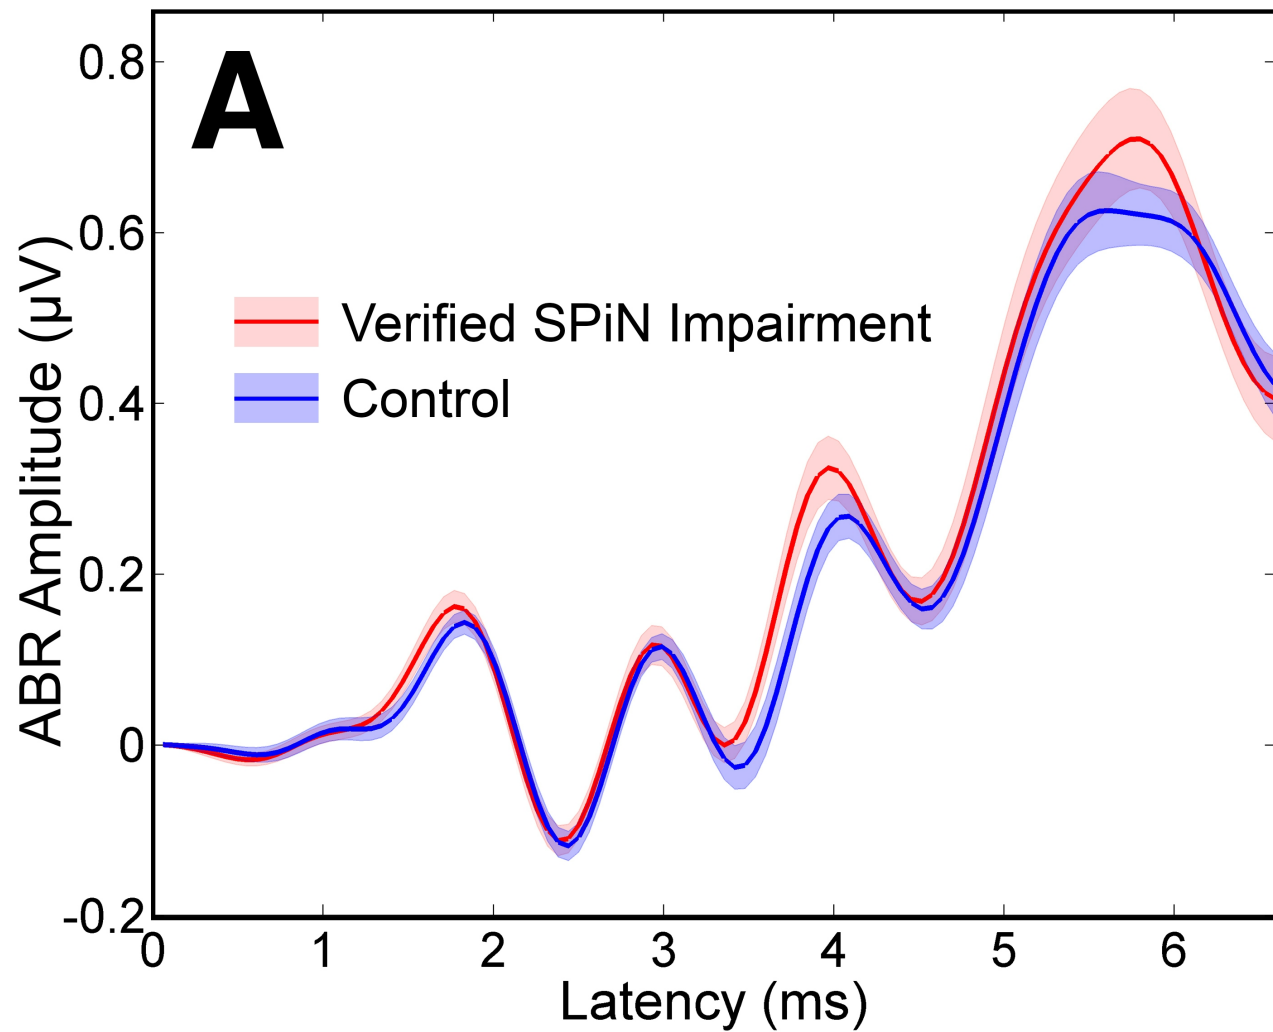 A
0.8
0.6
0.4
0.2
0
-0.2
ABR Amplitude (µV)
Verified SPiN Impairment
Control
0 1 2 3 4 5 6
Latency (ms)